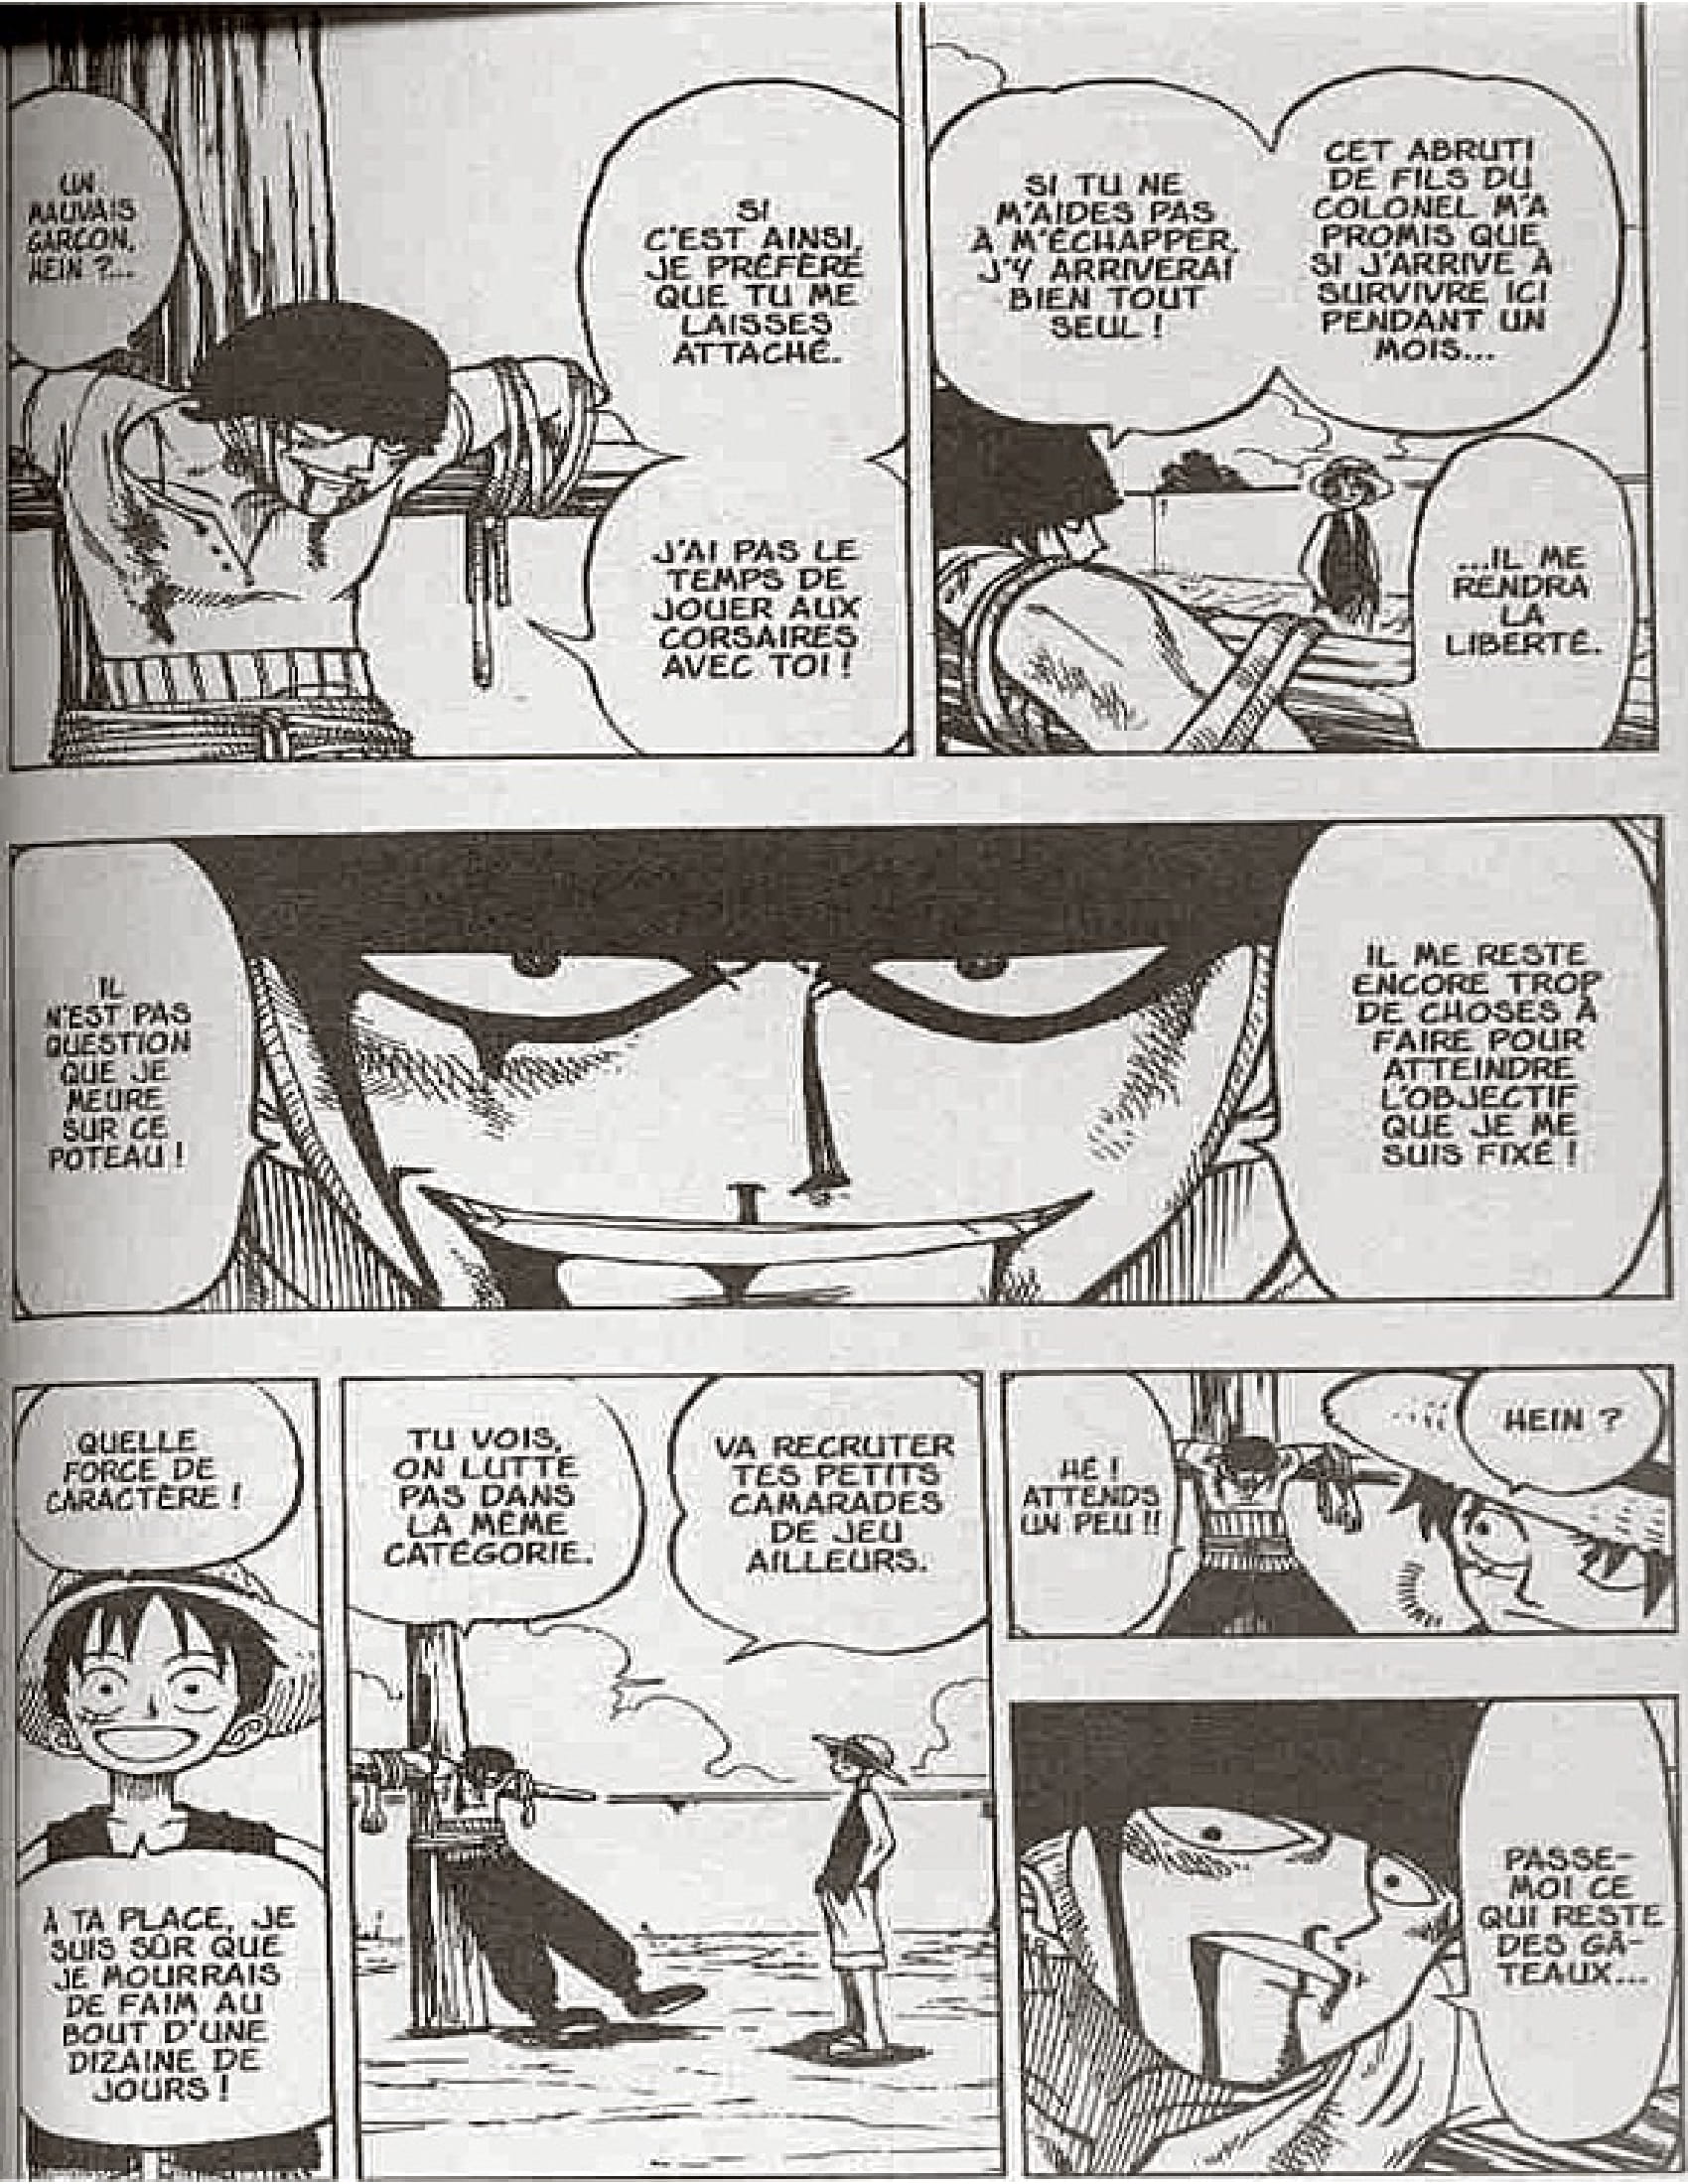 UN
MAUVAIS
GARÇON,
HEIN ?...
SI
C'EST AINSI,
JE PRÉFÈRE
QUE TU ME
LAISSES
ATTACHÉ.
J'AI PAS LE
TEMPS DE
JOUER AUX
CORSAIRES
AVEC TOI !
SI TU NE
M'AIDES PAS
À M'ÉCHAPPER,
J'Y ARRIVERAI
BIEN TOUT
SEUL !
CET ABRUTI
DE FILS DU
COLONEL M'A
PROMIS QUE
SI J'ARRIVE À
SURVIVRE ICI
PENDANT UN
MOIS...
...IL ME
RENDRA
LA
LIBERTÉ.
IL
N'EST PAS
QUESTION
QUE JE
MEURE
SUR CE
POTEAU !
IL ME RESTE
ENCORE TROP
DE CHOSES À
FAIRE POUR
ATTEINDRE
L'OBJECTIF
QUE JE ME
SUIS FIXÉ !
QUELLE
FORCE DE
CARACTÈRE !
À TA PLACE, JE
SUIS SÛR QUE
JE MOURRAIS
DE FAIM AU
BOUT D'UNE
DIZAINE DE
JOURS !
TU VOIS,
ON LUTTE
PAS DANS
LA MÊME
CATÉGORIE.
VA RECRUTER
TES PETITS
CAMARADES
DE JEU
AILLEURS.
HÉ !
ATTENDS
UN PEU !!
HEIN ?
PASSE-
MOI CE
QUI RESTE
DES GÂ-
TEAUX...